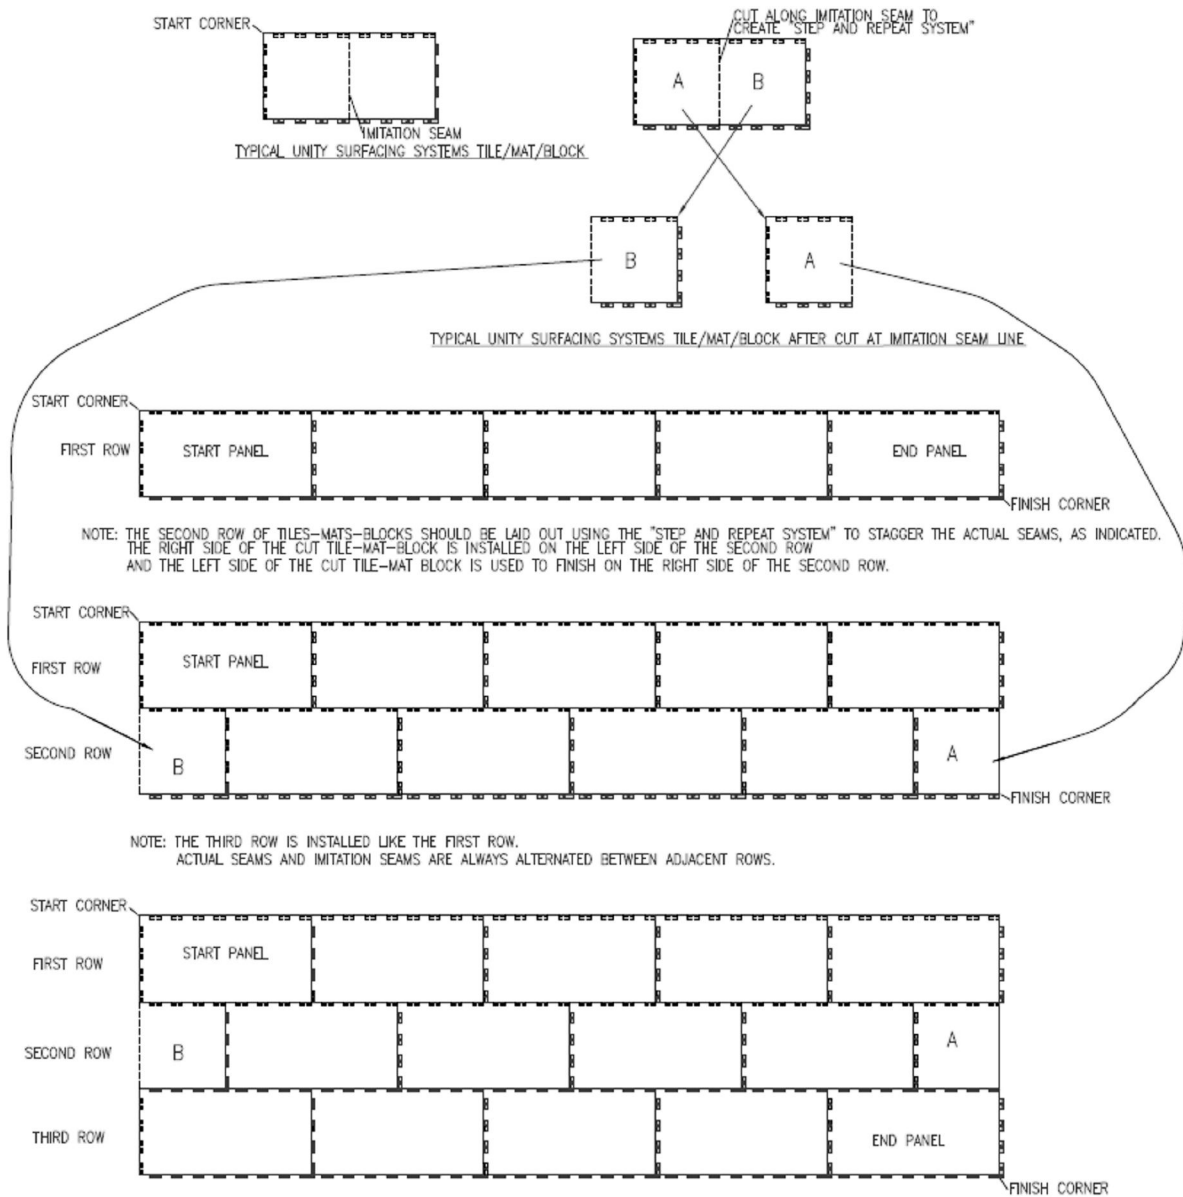 START CORNER
CUT ALONG IMITATION SEAM TO
CREATE "STEP AND REPEAT SYSTEM"
A
B
IMITATION SEAM
TYPICAL UNITY SURFACING SYSTEMS TILE/MAT/BLOCK
B
A
TYPICAL UNITY SURFACING SYSTEMS TILE/MAT/BLOCK AFTER CUT AT IMITATION SEAM LINE
START CORNER
FIRST ROW
START PANEL
END PANEL
FINISH CORNER
NOTE: THE SECOND ROW OF TILES-MATS-BLOCKS SHOULD BE LAID OUT USING THE "STEP AND REPEAT SYSTEM" TO STAGGER THE ACTUAL SEAMS, AS INDICATED.
THE RIGHT SIDE OF THE CUT TILE-MAT-BLOCK IS INSTALLED ON THE LEFT SIDE OF THE SECOND ROW
AND THE LEFT SIDE OF THE CUT TILE-MAT BLOCK IS USED TO FINISH ON THE RIGHT SIDE OF THE SECOND ROW.
START CORNER
FIRST ROW
START PANEL
SECOND ROW
B
A
FINISH CORNER
NOTE: THE THIRD ROW IS INSTALLED LIKE THE FIRST ROW.
ACTUAL SEAMS AND IMITATION SEAMS ARE ALWAYS ALTERNATED BETWEEN ADJACENT ROWS.
START CORNER
FIRST ROW
START PANEL
SECOND ROW
B
A
THIRD ROW
END PANEL
FINISH CORNER